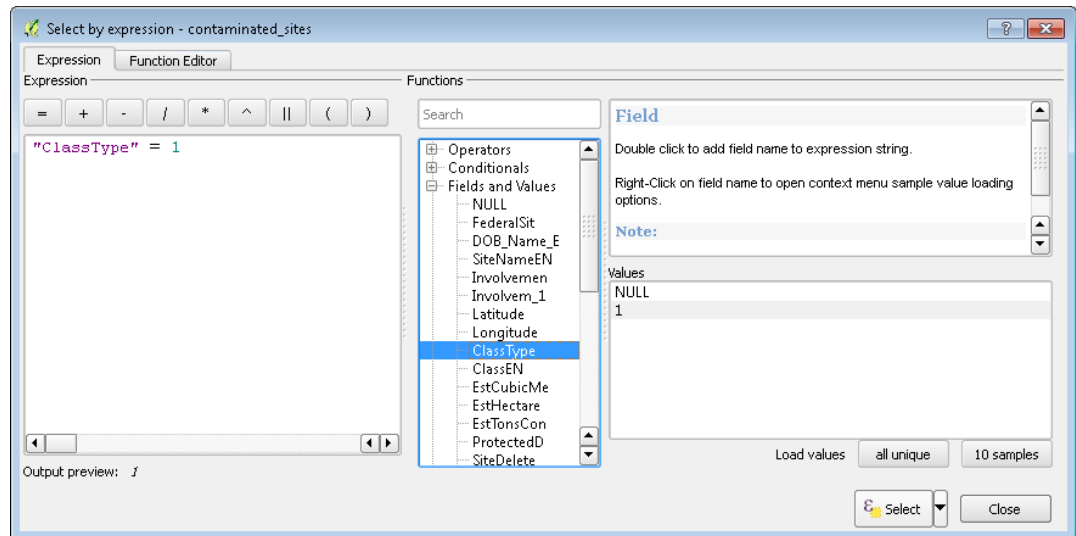 Select by expression - contaminated_sites
?
Expression Function Editor
Expression
= + - / * ^ || ( )
"ClassType" = 1
Output preview: 1
Functions
Search
Operators
Conditionals
Fields and Values
NULL
FederalSit
DOB_Name_E
SiteNameEN
Involvemen
Involvem_1
Latitude
Longitude
ClassType
ClassEN
EstCubicMe
EstHectare
EstTonsCon
ProtectedD
SiteDelete
Field
Double click to add field name to expression string.
Right-Click on field name to open context menu sample value loading
options.
Note:
Values
NULL
1
Load values all unique 10 samples
ε Select Close